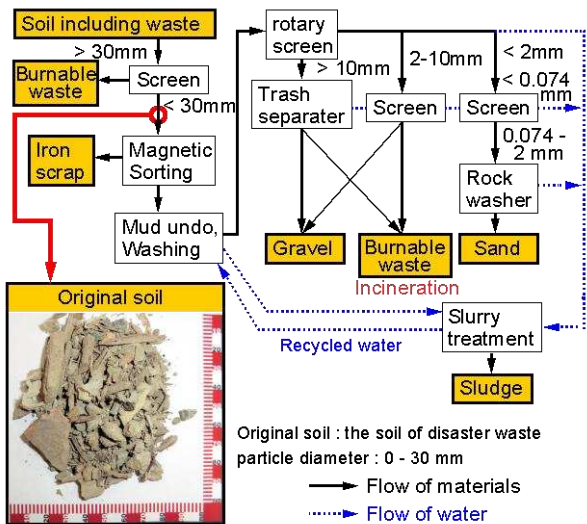 Soil including waste
> 30mm
Burnable
waste
Screen
< 30mm
Iron
scrap
Magnetic
Sorting
Mud undo,
Washing
rotary
screen
> 10mm
2-10mm
< 2mm
< 0.074
mm
Trash
separater
Screen
Screen
0.074 -
2 mm
Rock
washer
Gravel
Burnable
waste
Sand
Incineration
Original soil
Recycled water
Slurry
treatment
Sludge
Original soil : the soil of disaster waste
particle diameter : 0 - 30 mm
Flow of materials
Flow of water